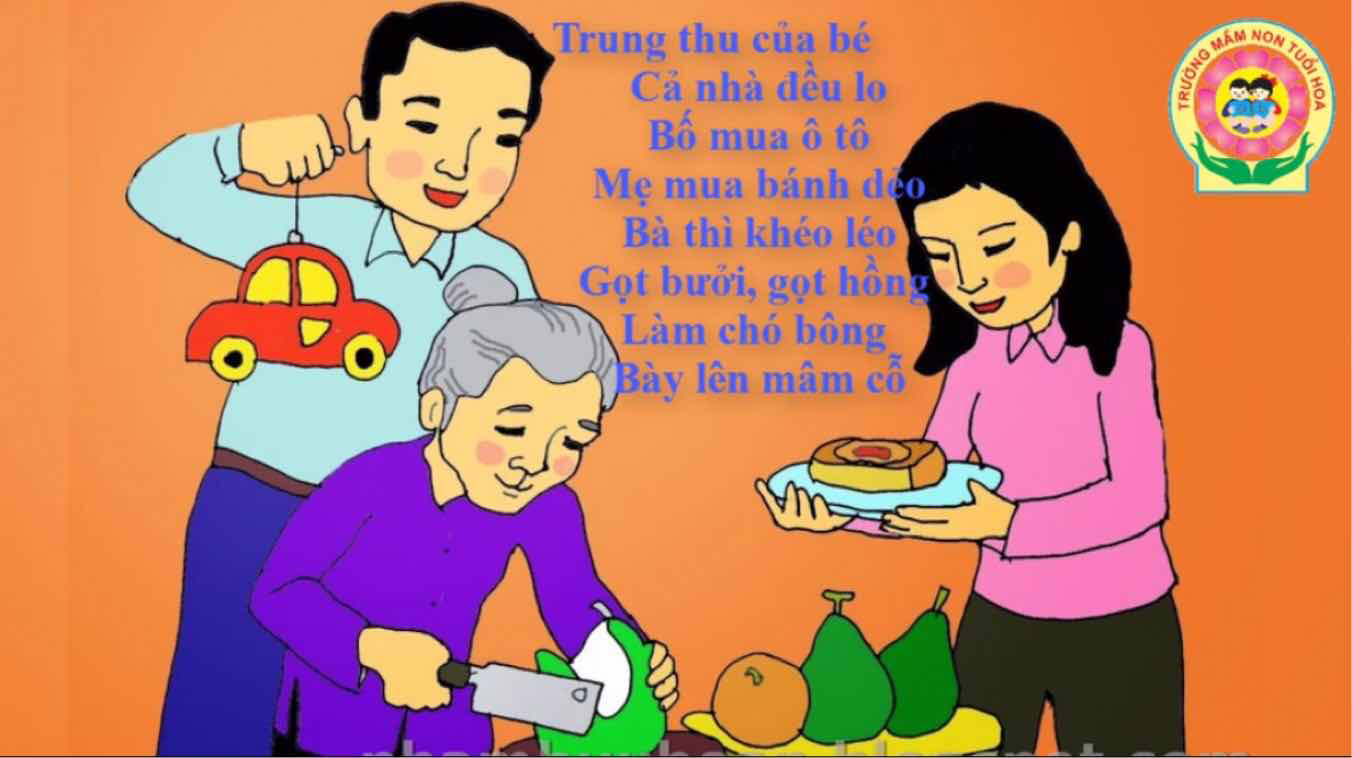 Trung thu của bé
Cả nhà đều lo
Bố mua ô tô
Mẹ mua bánh dẻo
Bà thì khéo léo
Gọt bưởi, gọt hồng
Làm chó bông
Bày lên mâm cỗ
TRƯỜNG MẦM NON TUỔI HOA